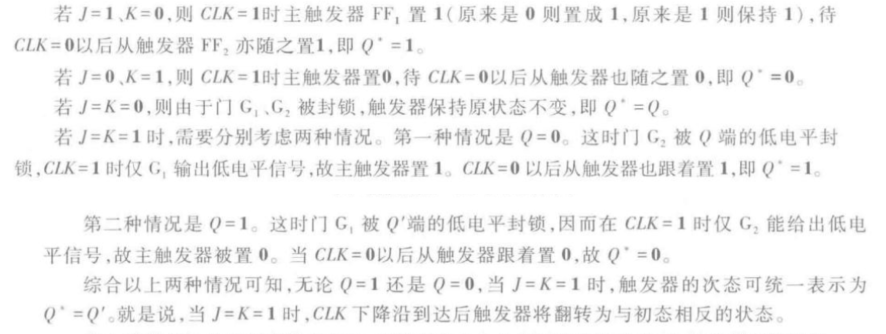 若 J=1、K=0,则 CLK=1时主触发器 FF₁ 置 1(原来是 0 则置成 1,原来是 1 则保持 1),待
CLK=0以后从触发器 FF₂ 亦随之置1,即 Q*=1。
若 J=0、K=1,则 CLK=1时主触发器置0,待 CLK=0以后从触发器也随之置 0,即 Q*=0。
若 J=K=0,则由于门 G₁、G₂ 被封锁,触发器保持原状态不变,即 Q*=Q。
若 J=K=1 时,需要分别考虑两种情况。第一种情况是 Q=0。这时门 G₂ 被 Q 端的低电平封
锁,CLK=1 时仅 G₁ 输出低电平信号,故主触发器置 1。CLK=0 以后从触发器也跟着置 1,即 Q*=1。
第二种情况是 Q=1。这时门 G₁ 被 Q′端的低电平封锁,因而在 CLK=1 时仅 G₂ 能给出低电
平信号,故主触发器被置 0。当 CLK=0以后从触发器跟着置 0,故 Q*=0。
综合以上两种情况可知,无论 Q=1 还是 Q=0,当 J=K=1 时,触发器的次态可统一表示为
Q*=Q′。就是说,当 J=K=1 时,CLK 下降沿到达后触发器将翻转为与初态相反的状态。